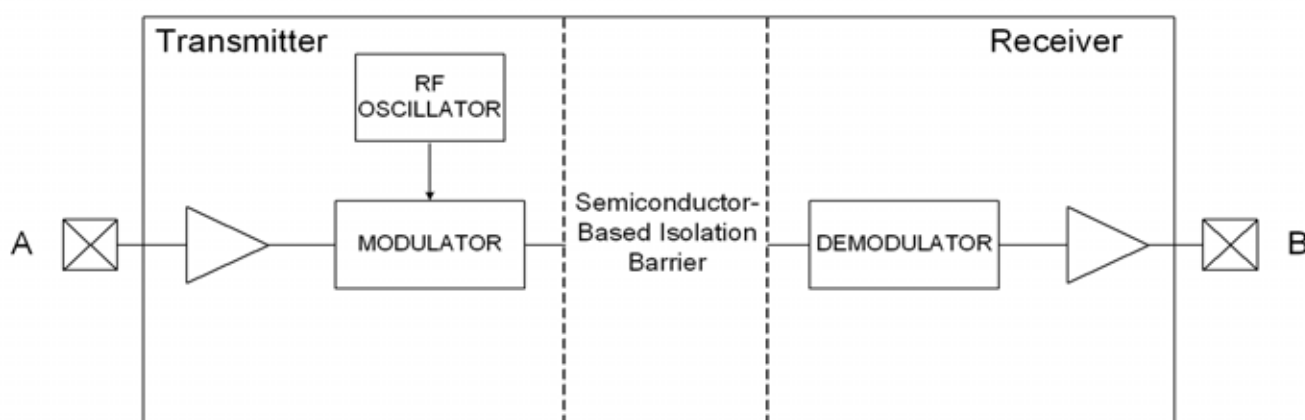 Transmitter
Receiver
RF
OSCILLATOR
A
MODULATOR
Semiconductor-
Based Isolation
Barrier
DEMODULATOR
B